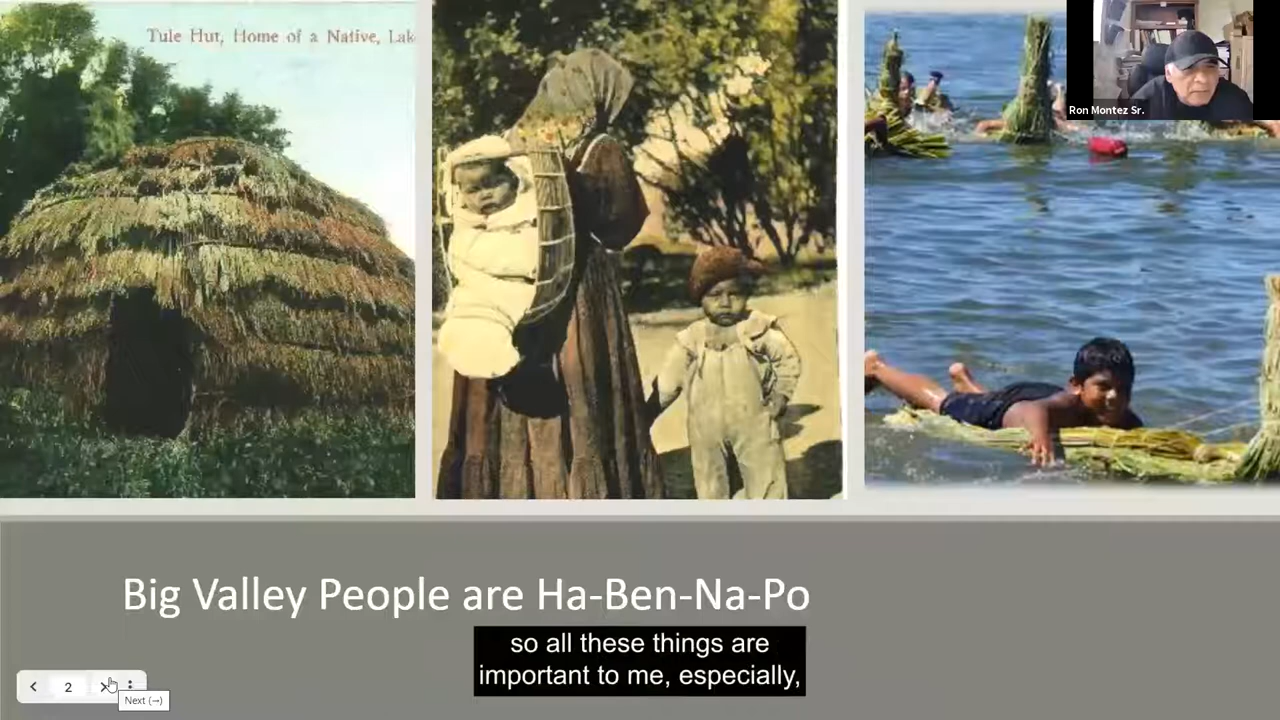 Tule Hut, Home of a Native, Lak
Ron Montez Sr.
Big Valley People are Ha-Ben-Na-Po
so all these things are
important to me, especially,
2
Next (→)